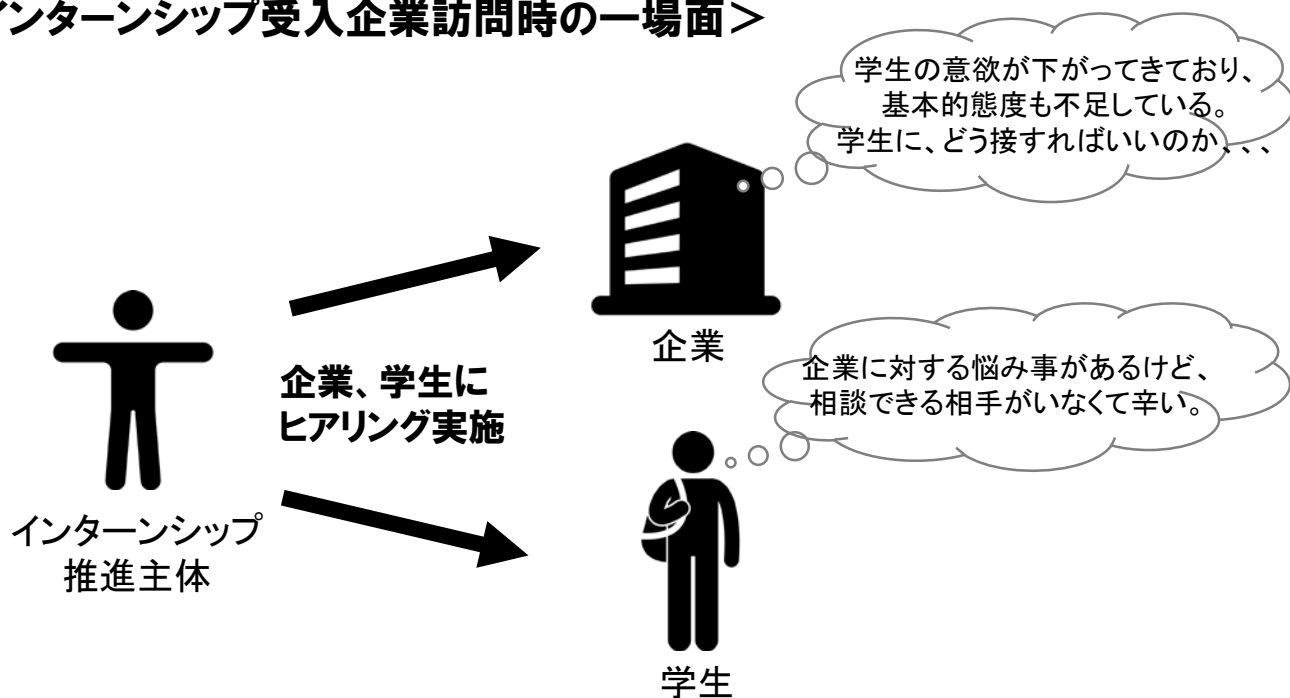 インターンシップ受入企業訪問時の一場面＞
学生の意欲が下がってきており、
基本的態度も不足している。
学生に、どう接すればいいのか、、、
企業
企業、学生に
ヒアリング実施
企業に対する悩み事があるけど、
相談できる相手がいなくて辛い。
インターンシップ
推進主体
学生